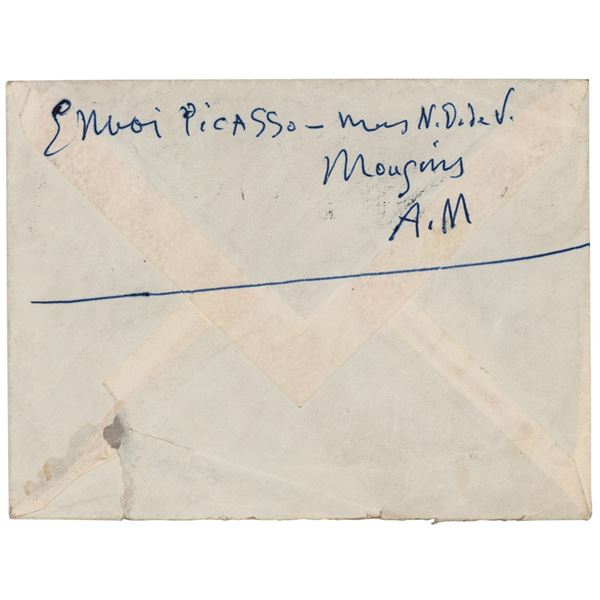 Envoi PiCASSo – mas N.D. de V.
Mougins
A.M